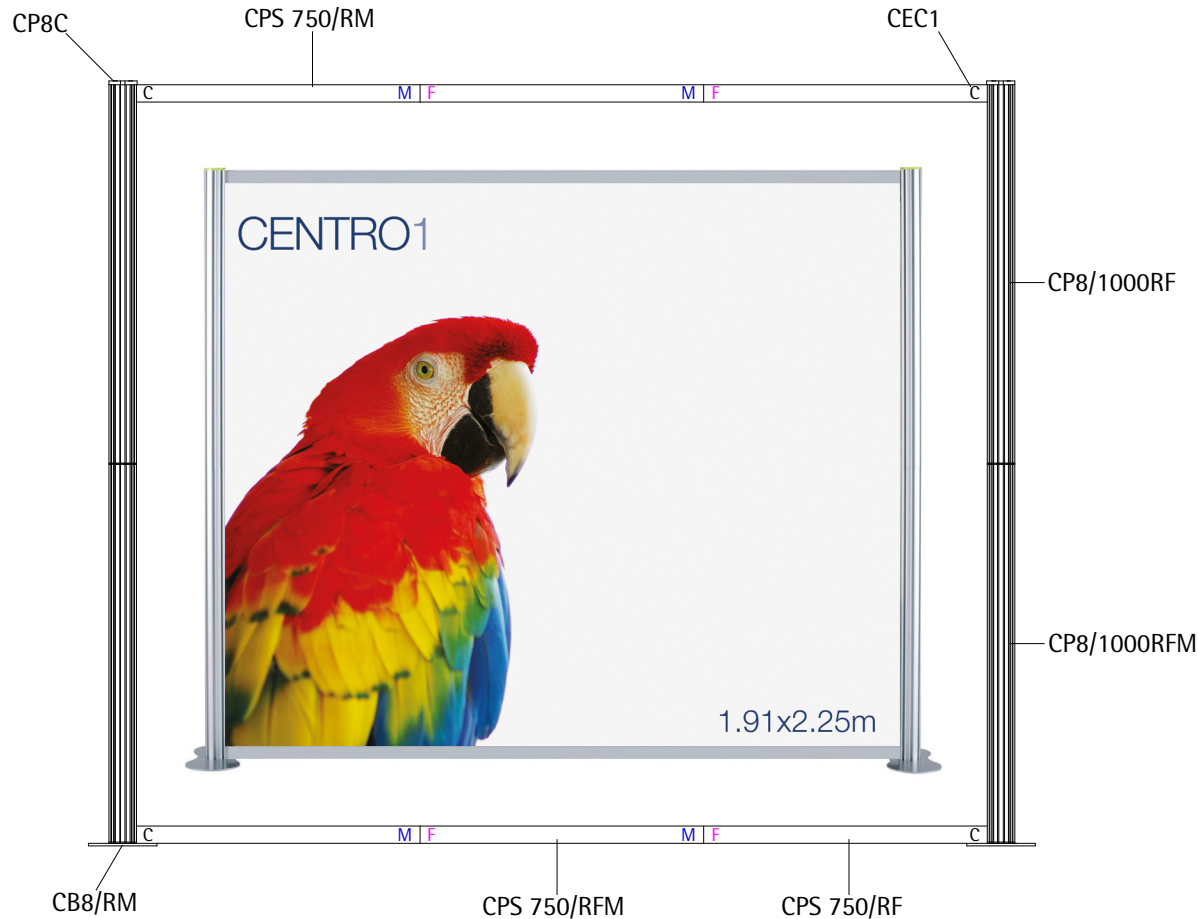 CP8C
CPS 750/RM
CEC1
C
M
F
M
F
C
CENTRO1
CP8/1000RF
CP8/1000RFM
1.91x2.25m
C
M
F
M
F
C
CB8/RM
CPS 750/RFM
CPS 750/RF